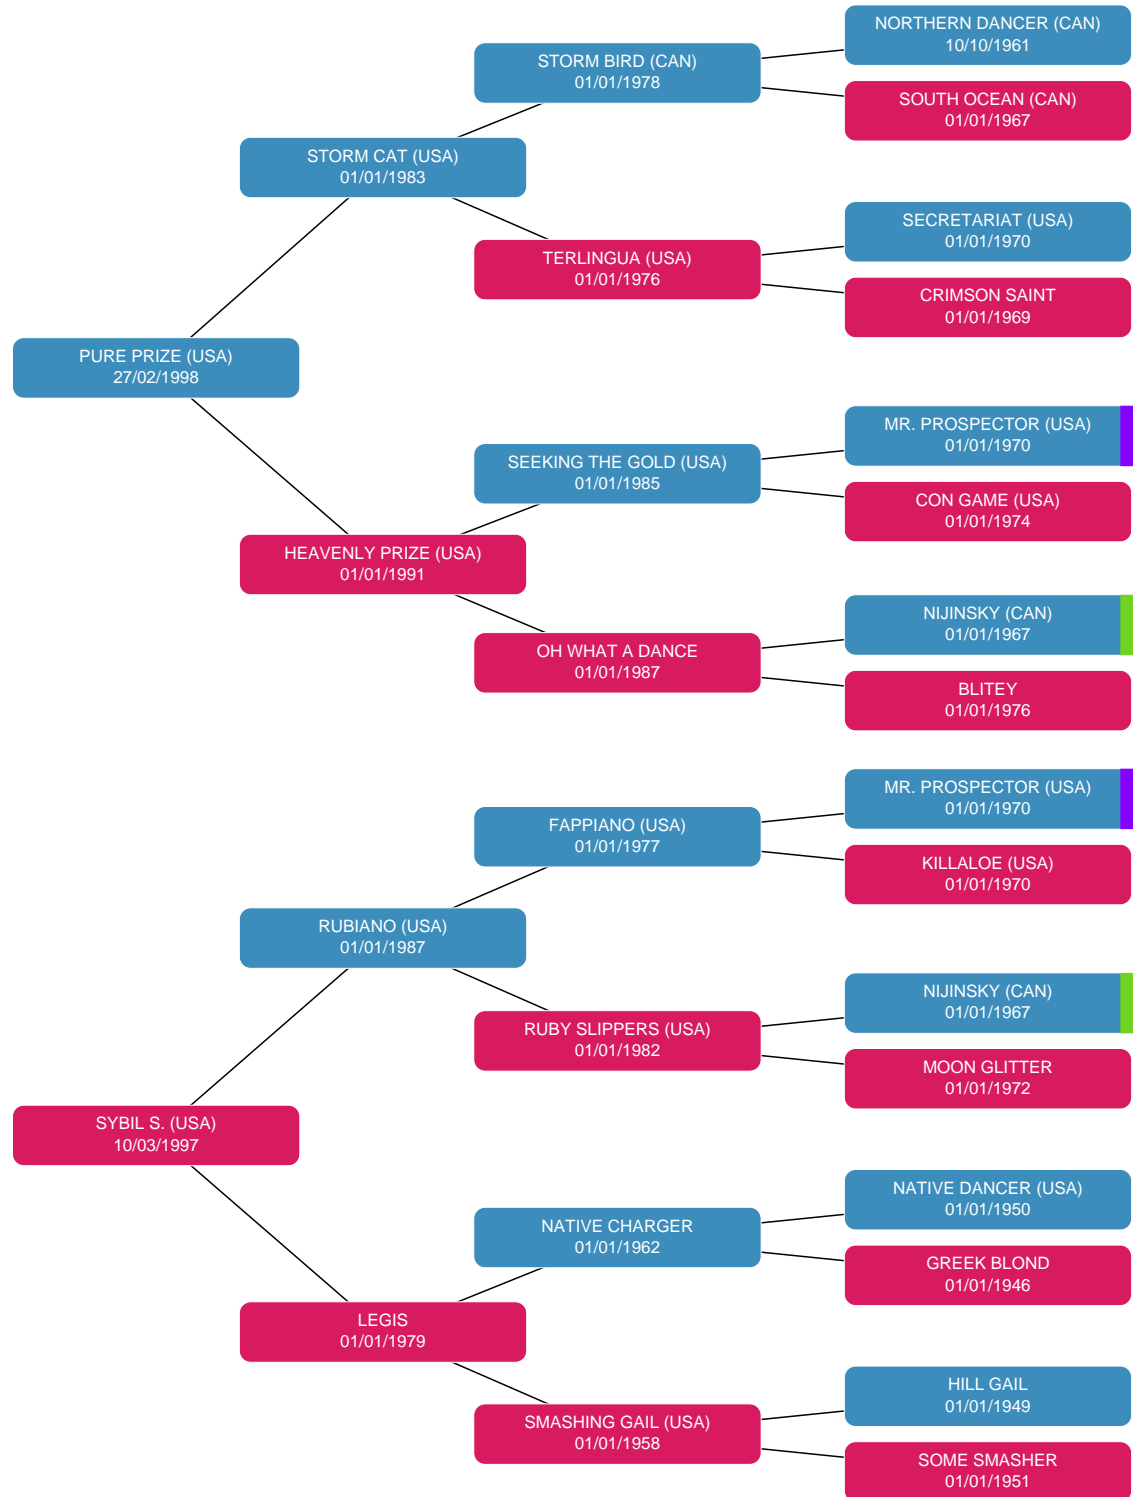 NORTHERN DANCER (CAN)
10/10/1961
STORM BIRD (CAN)
01/01/1978
SOUTH OCEAN (CAN)
01/01/1967
STORM CAT (USA)
01/01/1983
SECRETARIAT (USA)
01/01/1970
TERLINGUA (USA)
01/01/1976
CRIMSON SAINT
01/01/1969
PURE PRIZE (USA)
27/02/1998
MR. PROSPECTOR (USA)
01/01/1970
SEEKING THE GOLD (USA)
01/01/1985
CON GAME (USA)
01/01/1974
HEAVENLY PRIZE (USA)
01/01/1991
NIJINSKY (CAN)
01/01/1967
OH WHAT A DANCE
01/01/1987
BLITEY
01/01/1976
MR. PROSPECTOR (USA)
01/01/1970
FAPPIANO (USA)
01/01/1977
KILLALOE (USA)
01/01/1970
RUBIANO (USA)
01/01/1987
NIJINSKY (CAN)
01/01/1967
RUBY SLIPPERS (USA)
01/01/1982
MOON GLITTER
01/01/1972
SYBIL S. (USA)
10/03/1997
NATIVE DANCER (USA)
01/01/1950
NATIVE CHARGER
01/01/1962
GREEK BLOND
01/01/1946
LEGIS
01/01/1979
HILL GAIL
01/01/1949
SMASHING GAIL (USA)
01/01/1958
SOME SMASHER
01/01/1951